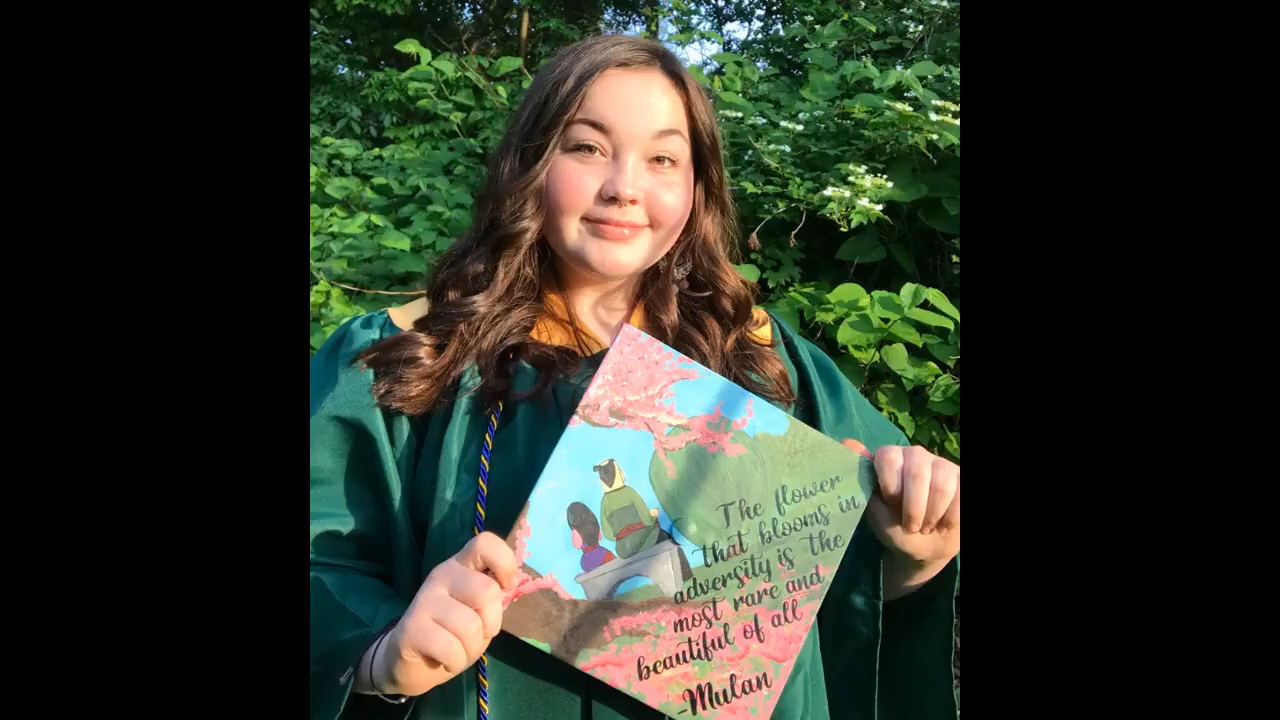 The flower
that blooms in
adversity is the
most rare and
beautiful of all
-Mulan